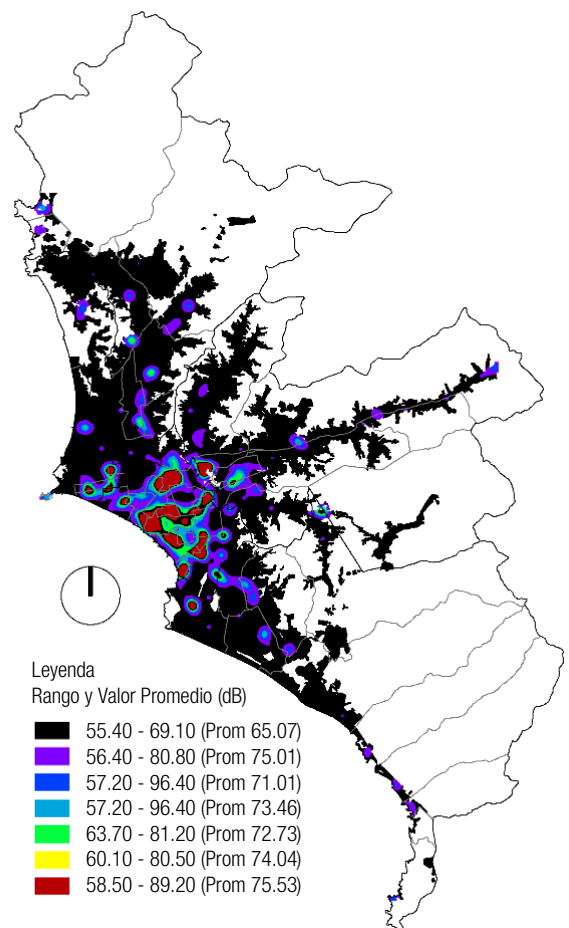 Leyenda
Rango y Valor Promedio (dB)
55.40 - 69.10 (Prom 65.07)
56.40 - 80.80 (Prom 75.01)
57.20 - 96.40 (Prom 71.01)
57.20 - 96.40 (Prom 73.46)
63.70 - 81.20 (Prom 72.73)
60.10 - 80.50 (Prom 74.04)
58.50 - 89.20 (Prom 75.53)